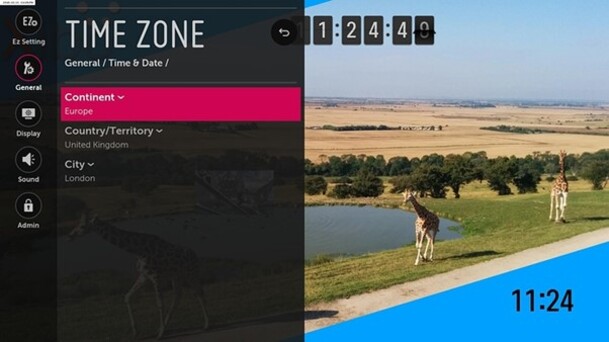 Ez Setting
General
Display
Sound
Admin
TIME ZONE
General / Time & Date /
Continent
Europe
Country/Territory
United Kingdom
City
London
11:24:4
11:24